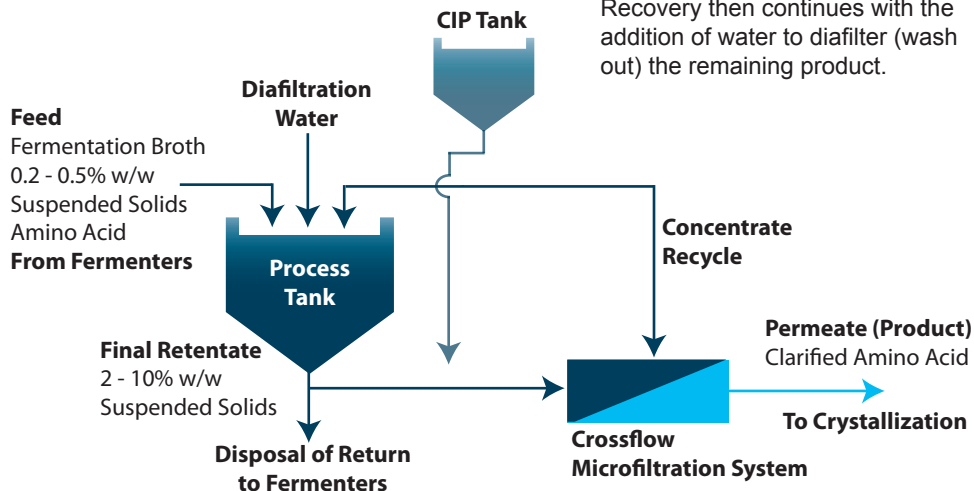 CIP Tank
Recovery then continues with the
addition of water to diafilter (wash
out) the remaining product.
Diafiltration
Water
Feed
Fermentation Broth
0.2 - 0.5% w/w
Suspended Solids
Amino Acid
From Fermenters
Process
Tank
Concentrate
Recycle
Final Retentate
2 - 10% w/w
Suspended Solids
Permeate (Product)
Clarified Amino Acid
To Crystallization
Disposal of Return
to Fermenters
Crossflow
Microfiltration System